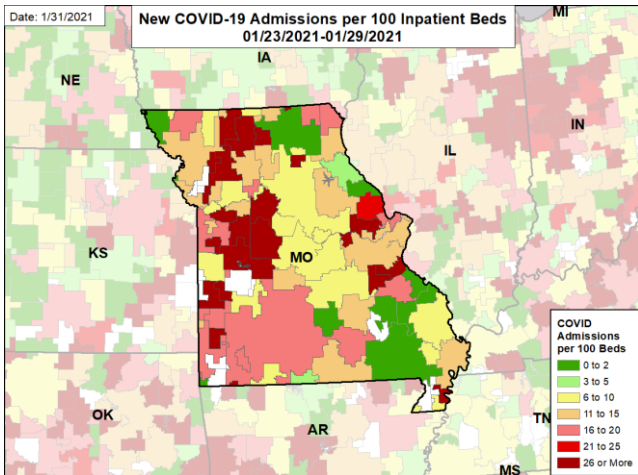 Date: 1/31/2021
New COVID-19 Admissions per 100 Inpatient Beds
01/23/2021-01/29/2021
MI
IA
NE
IN
IL
KS
MO
COVID
Admissions
per 100 Beds
0 to 2
3 to 5
6 to 10
11 to 15
16 to 20
21 to 25
26 or More
OK
AR
TN
MS